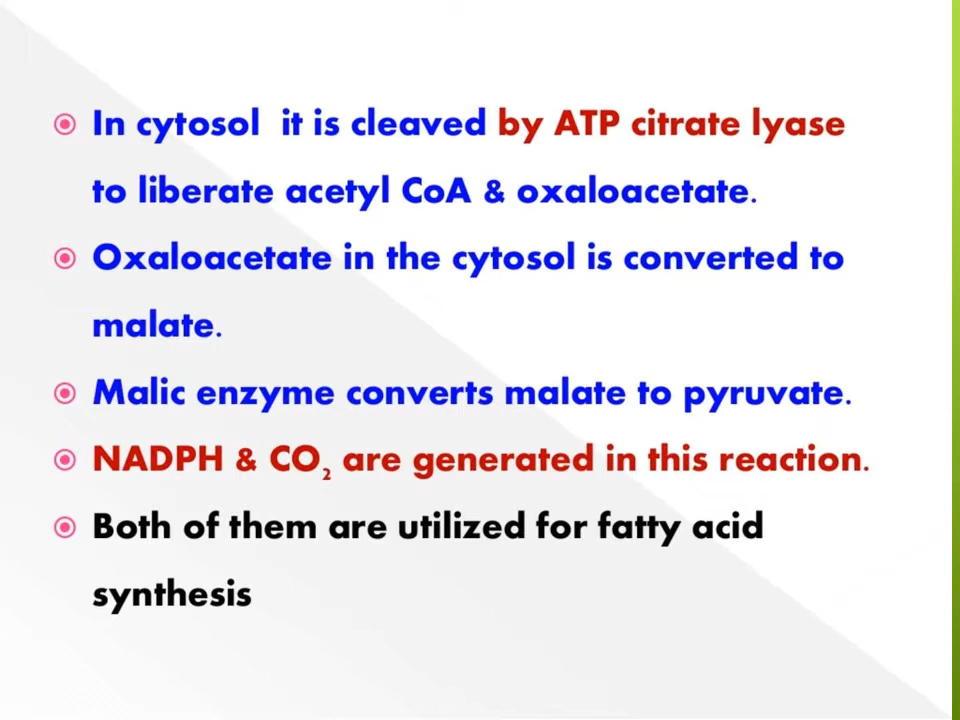 In cytosol it is cleaved by ATP citrate lyase
to liberate acetyl CoA & oxaloacetate.
Oxaloacetate in the cytosol is converted to
malate.
Malic enzyme converts malate to pyruvate.
NADPH & CO₂ are generated in this reaction.
Both of them are utilized for fatty acid
synthesis